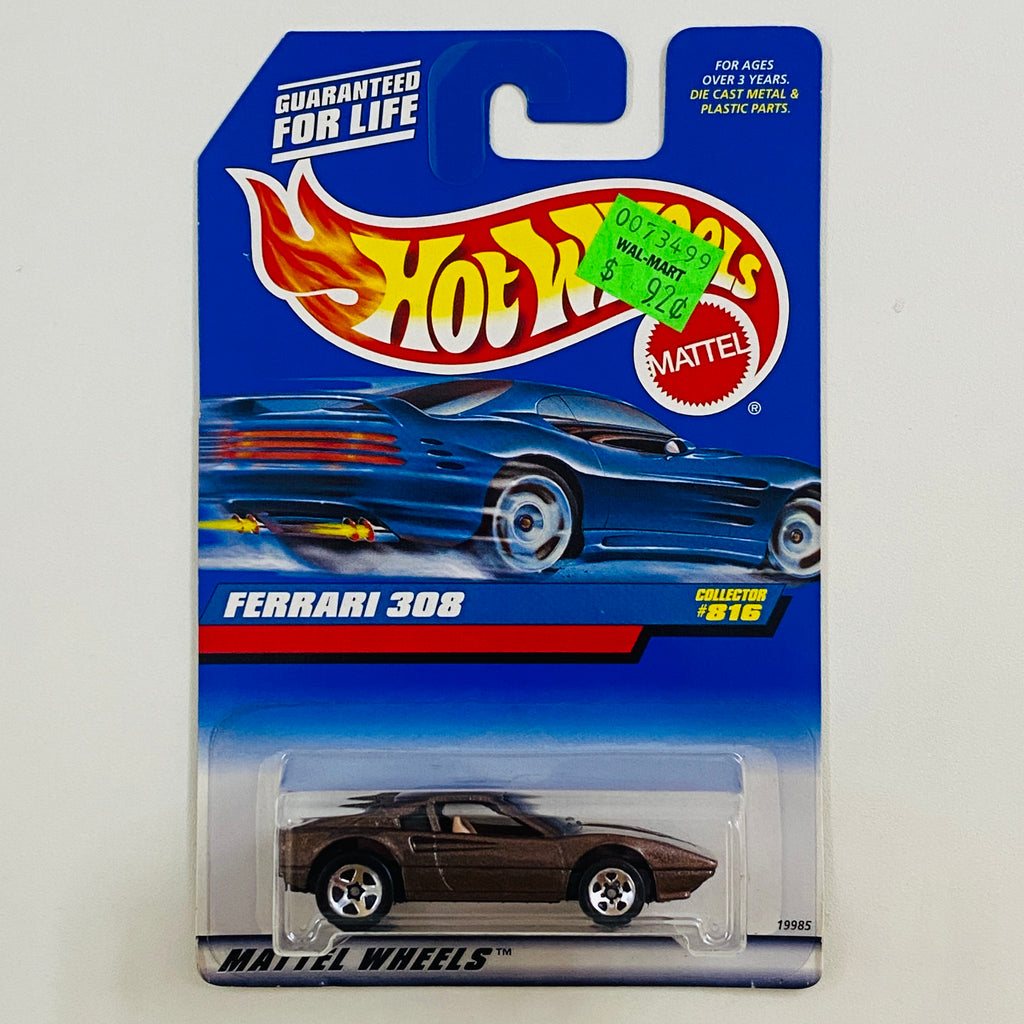 GUARANTEED
FOR LIFE
FOR AGES
OVER 3 YEARS.
DIE CAST METAL &
PLASTIC PARTS.
HOT WHEELS
0073499
WAL-MART
$ 92¢
MATTEL
®
FERRARI 308
COLLECTOR
#816
19985
MATTEL WHEELS™